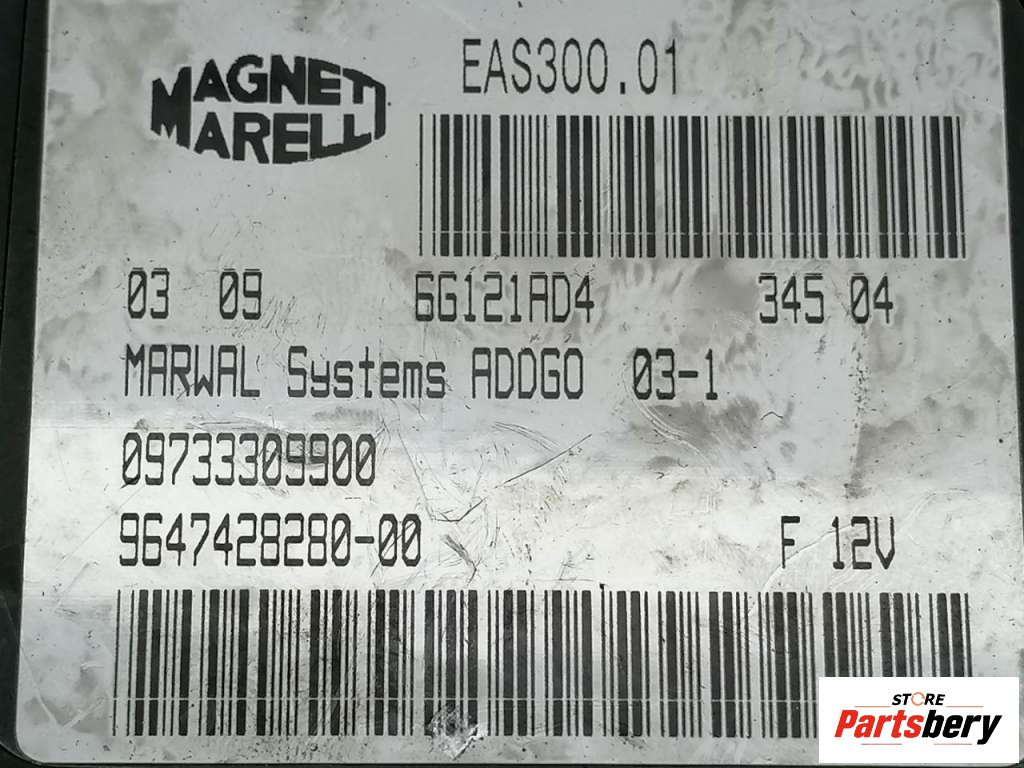 MAGNETI
MARELLI
EAS300.01
03 09 6G121AD4 345 04
MARWAL Systems ADDGO 03-1
09733309900
9647428280-00 F 12V
STORE
Partsbery